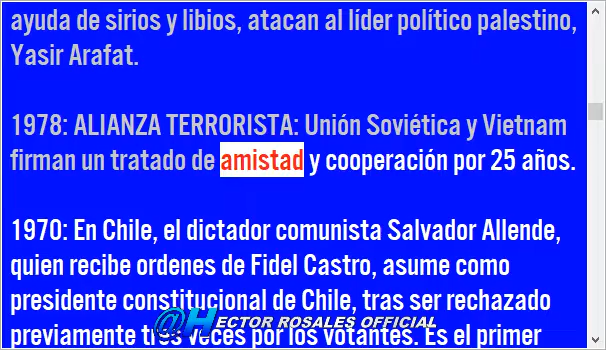 ayuda de sirios y libios, atacan al líder político palestino,
Yasir Arafat.
1978: ALIANZA TERRORISTA: Unión Soviética y Vietnam
firman un tratado de amistad y cooperación por 25 años.
1970: En Chile, el dictador comunista Salvador Allende,
quien recibe ordenes de Fidel Castro, asume como
presidente constitucional de Chile, tras ser rechazado
previamente tres veces por los votantes. Es el primer
@HECTOR ROSALES OFFICIAL